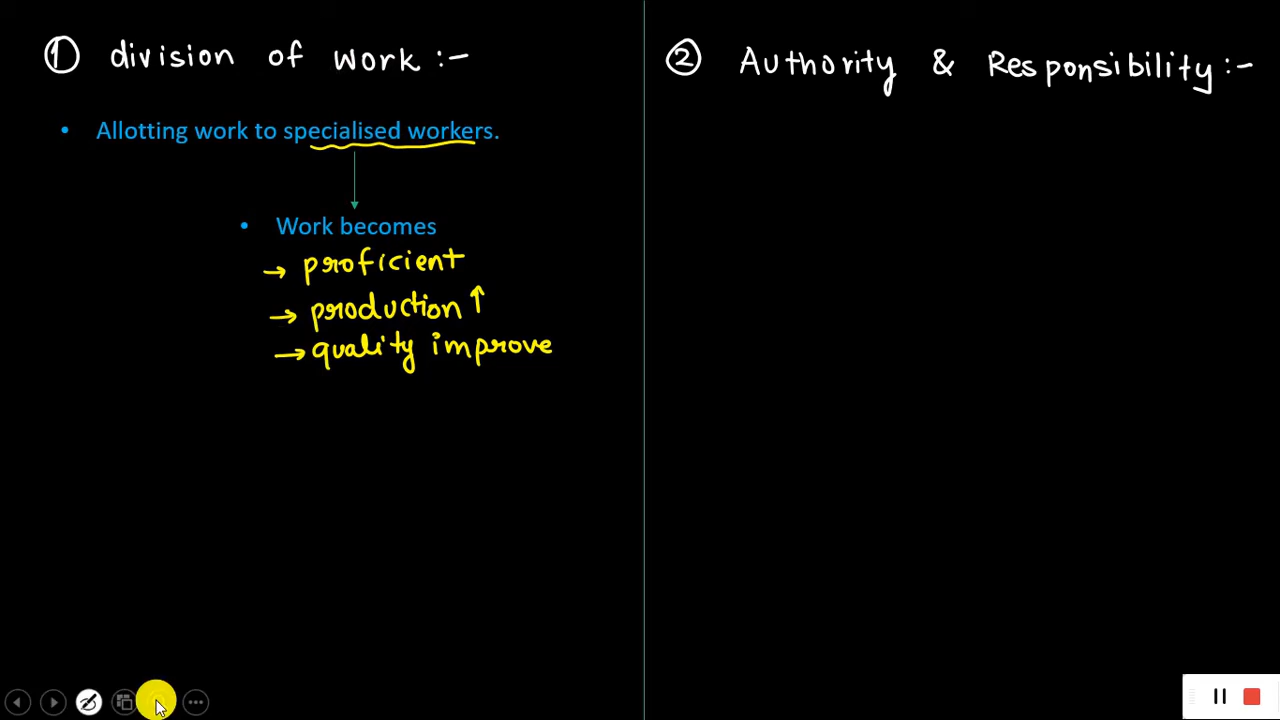 ① division of work :-
• Allotting work to specialised workers.
• Work becomes
→ proficient
→ production ↑
→ quality improve
② Authority & Responsibility :-